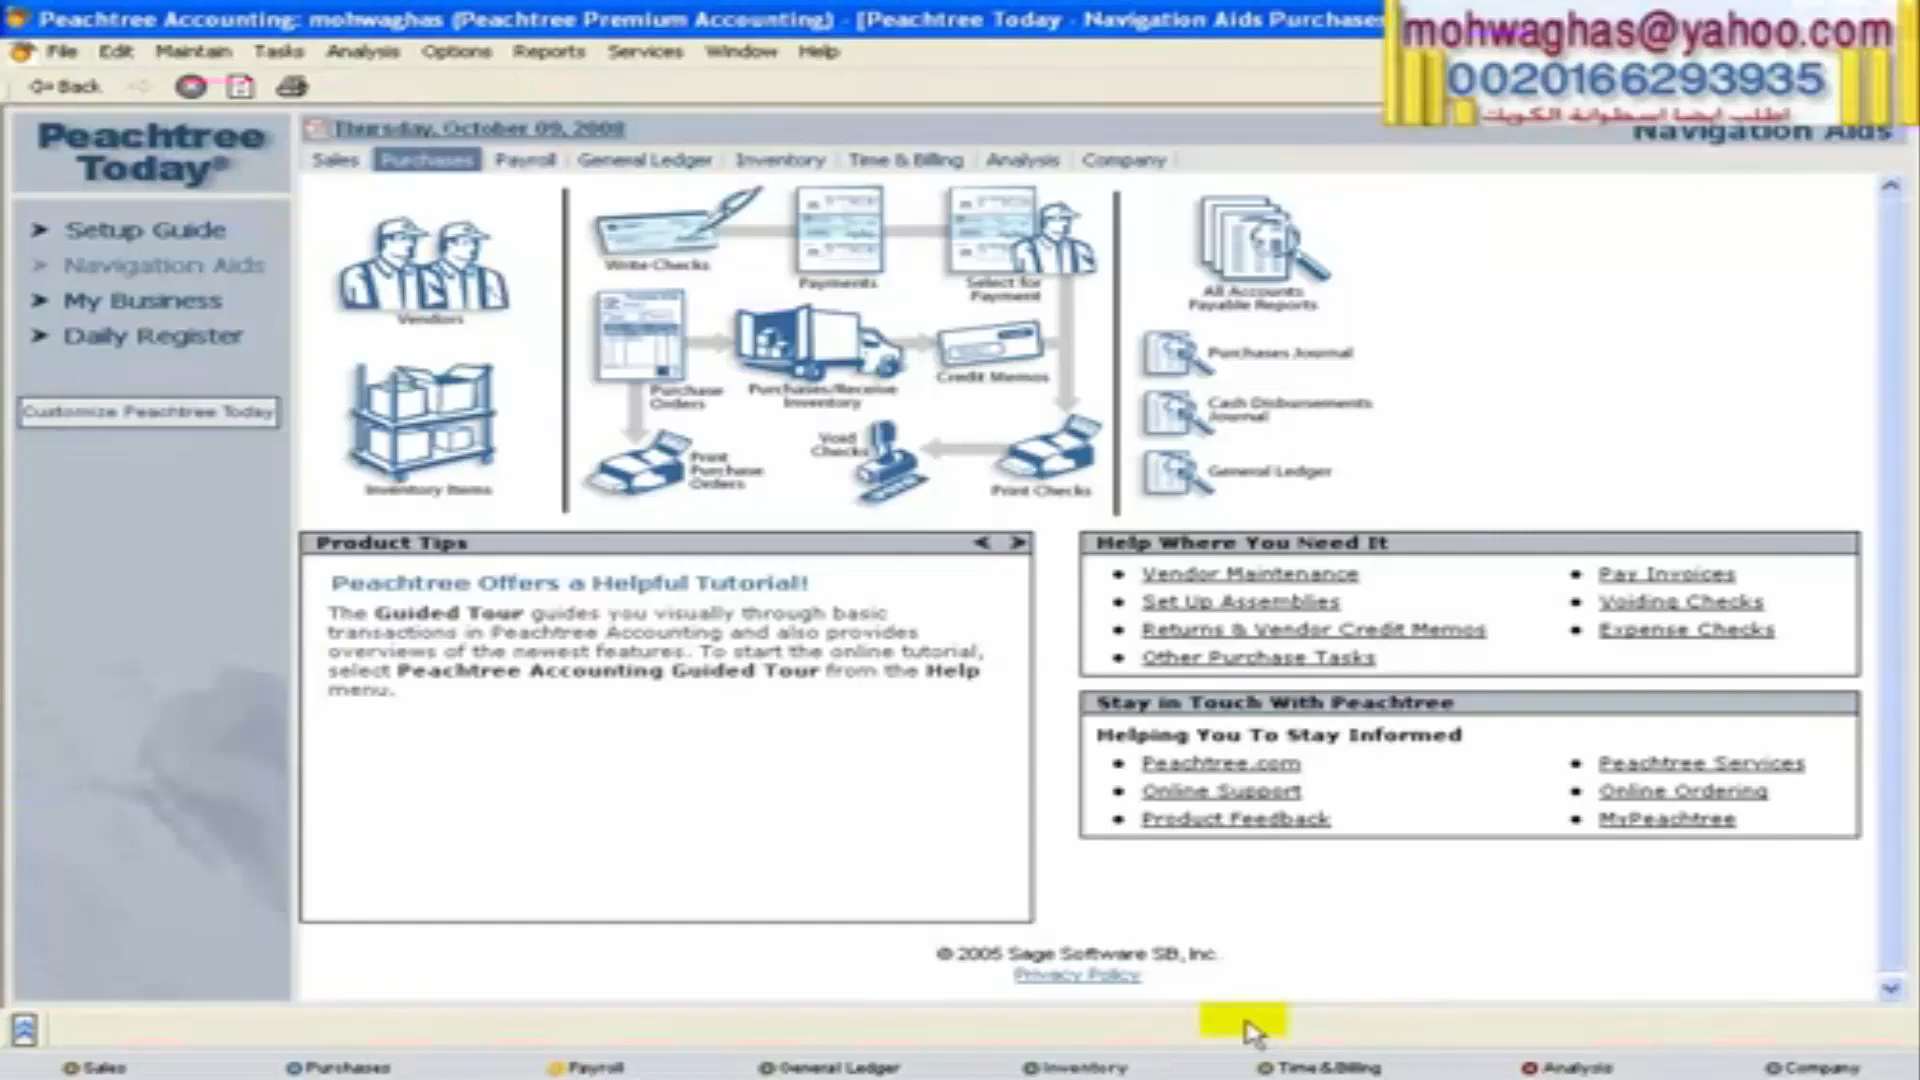 Peachtree Accounting: mohwaghas (Peachtree Premium Accounting) - [Peachtree Today - Navigation Aids Purchases
mohwaghas@yahoo.com
0020166293935
اطلب ايضا اسطوانة الكويك
File Edit Maintain Tasks Analysis Options Reports Services Window Help
Back
Peachtree
Today®
Thursday, October 09, 2008
Navigation Aids
Sales Purchases Payroll General Ledger Inventory Time & Billing Analysis Company
Setup Guide
Navigation Aids
My Business
Daily Register
Customize Peachtree Today
Vendors
Inventory Items
Write Checks
Payments
Select for
Payment
Purchase
Orders
Purchases/Receive
Inventory
Credit Memos
Print
Purchase
Orders
Void
Checks
Print Checks
All Accounts
Payable Reports
Purchases Journal
Cash Disbursements
Journal
General Ledger
Product Tips
Peachtree Offers a Helpful Tutorial!
The Guided Tour guides you visually through basic
transactions in Peachtree Accounting and also provides
overviews of the newest features. To start the online tutorial,
select Peachtree Accounting Guided Tour from the Help
menu.
Help Where You Need It
Vendor Maintenance
Set Up Assemblies
Returns & Vendor Credit Memos
Other Purchase Tasks
Pay Invoices
Voiding Checks
Expense Checks
Stay in Touch With Peachtree
Helping You To Stay Informed
Peachtree.com
Online Support
Product Feedback
Peachtree Services
Online Ordering
MyPeachtree
© 2005 Sage Software SB, Inc.
Privacy Policy
Sales Purchases Payroll General Ledger Inventory Time & Billing Analysis Company